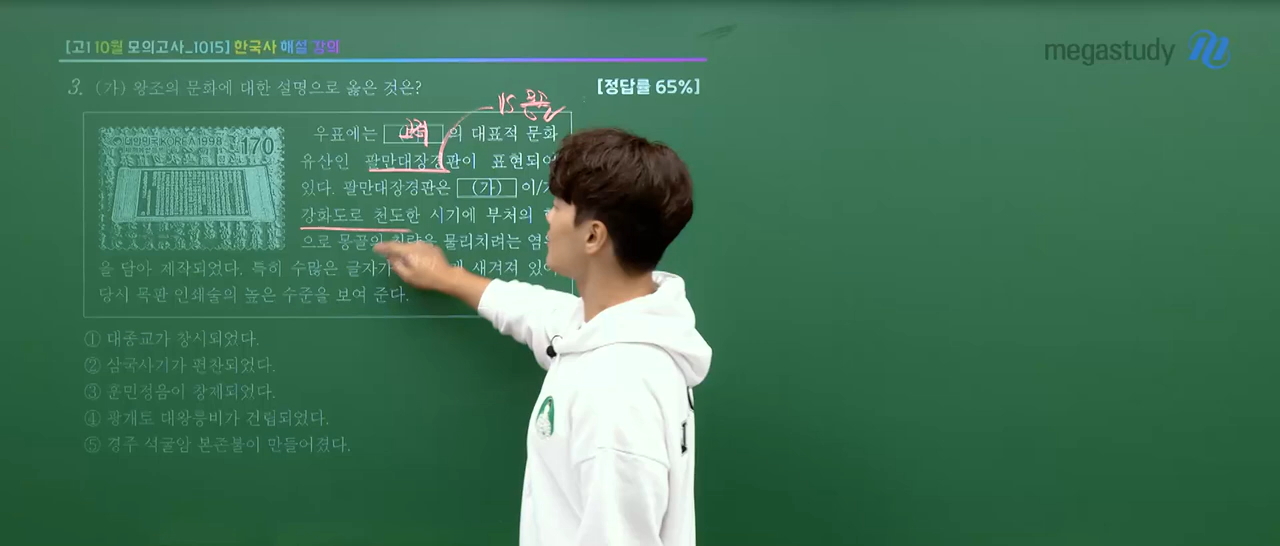 [고1 10월 모의고사_1015] 한국사 해설 강의
megastudy
3. (가) 왕조의 문화에 대한 설명으로 옳은 것은?
[정답률 65%]
VS 몽골
대한민국 KOREA 1998
170
우표에는 고려 의 대표적 문화
유산인 팔만대장경판이 표현되어
있다. 팔만대장경판은 (가) 이/가
강화도로 천도한 시기에 부처의
으로 몽골의 침략을 물리치려는
을 담아 제작되었다. 특히 수많은 글자가 새겨져 있어
당시 목판 인쇄술의 높은 수준을 보여 준다.
① 대종교가 창시되었다.
② 삼국사기가 편찬되었다.
③ 훈민정음이 창제되었다.
④ 광개토 대왕릉비가 건립되었다.
⑤ 경주 석굴암 본존불이 만들어졌다.